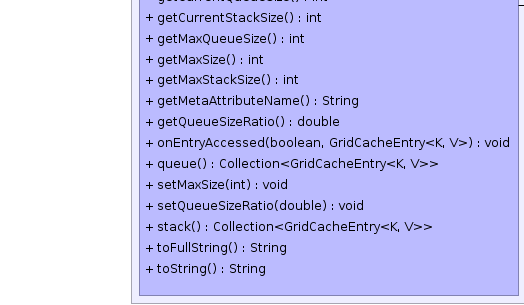 + getCurrentStackSize() : int
+ getMaxQueueSize() : int
+ getMaxSize() : int
+ getMaxStackSize() : int
+ getMetaAttributeName() : String
+ getQueueSizeRatio() : double
+ onEntryAccessed(boolean, GridCacheEntry<K, V>) : void
+ queue() : Collection<GridCacheEntry<K, V>>
+ setMaxSize(int) : void
+ setQueueSizeRatio(double) : void
+ stack() : Collection<GridCacheEntry<K, V>>
+ toFullString() : String
+ toString() : String